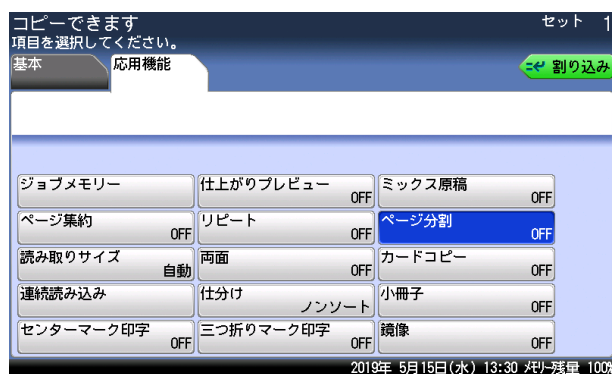 コピーできます
セット 1
項目を選択してください。
基本
応用機能
割り込み
ジョブメモリー
仕上がりプレビュー
OFF
ミックス原稿
OFF
ページ集約
OFF
リピート
OFF
ページ分割
OFF
読み取りサイズ
自動
両面
OFF
カードコピー
OFF
連続読み込み
仕分け
ノンソート
小冊子
OFF
センターマーク印字
OFF
三つ折りマーク印字
OFF
鏡像
OFF
2019年 5月15日(水) 13:30 メモリー残量 100%